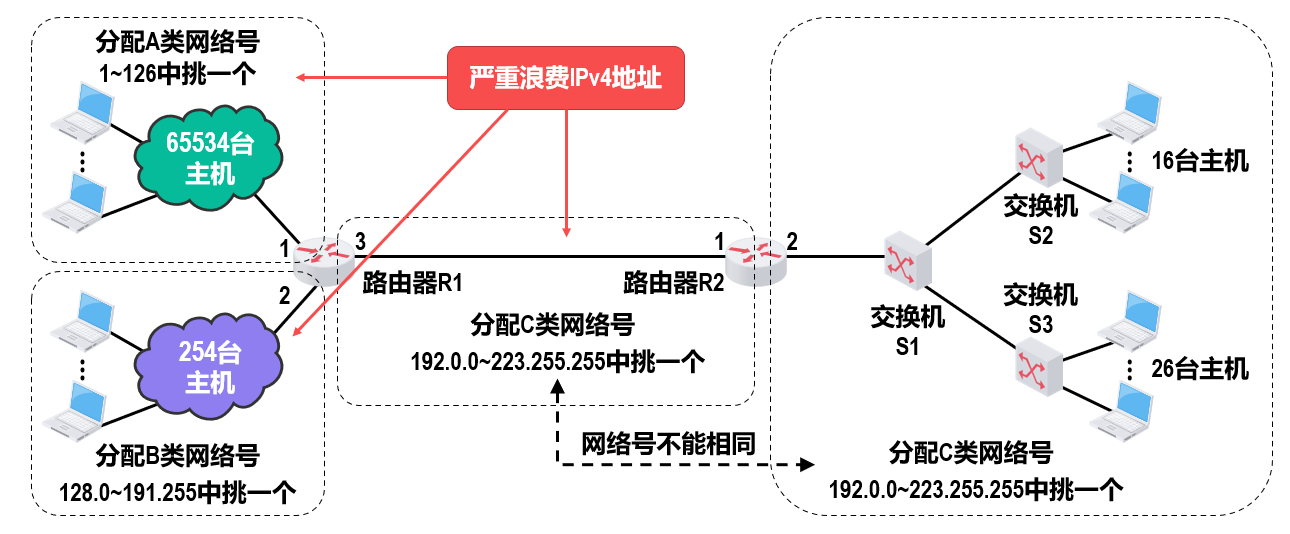 分配A类网络号
1~126中挑一个
65534台
主机
严重浪费IPv4地址
1
3
2
路由器R1
1
2
路由器R2
254台
主机
分配B类网络号
128.0~191.255中挑一个
分配C类网络号
192.0.0~223.255.255中挑一个
网络号不能相同
交换机
S1
交换机
S2
16台主机
交换机
S3
26台主机
分配C类网络号
192.0.0~223.255.255中挑一个